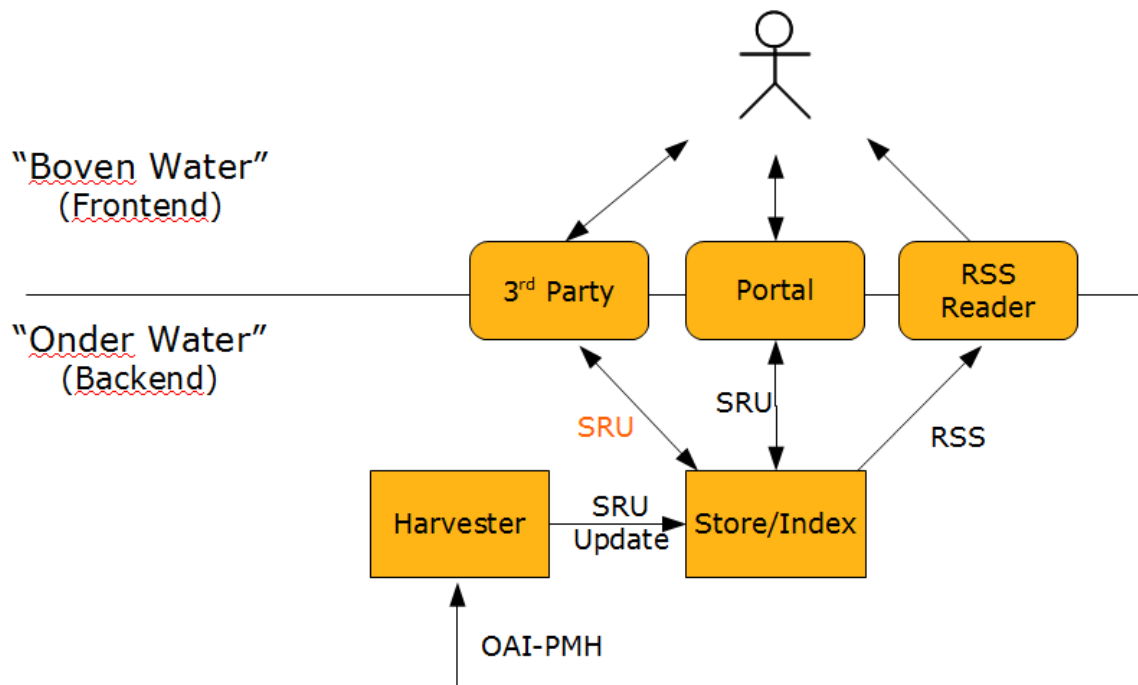 “Boven Water”
(Frontend)
3rd Party
Portal
RSS
Reader
“Onder Water”
(Backend)
SRU
SRU
RSS
Harvester
SRU
Update
Store/Index
OAI-PMH